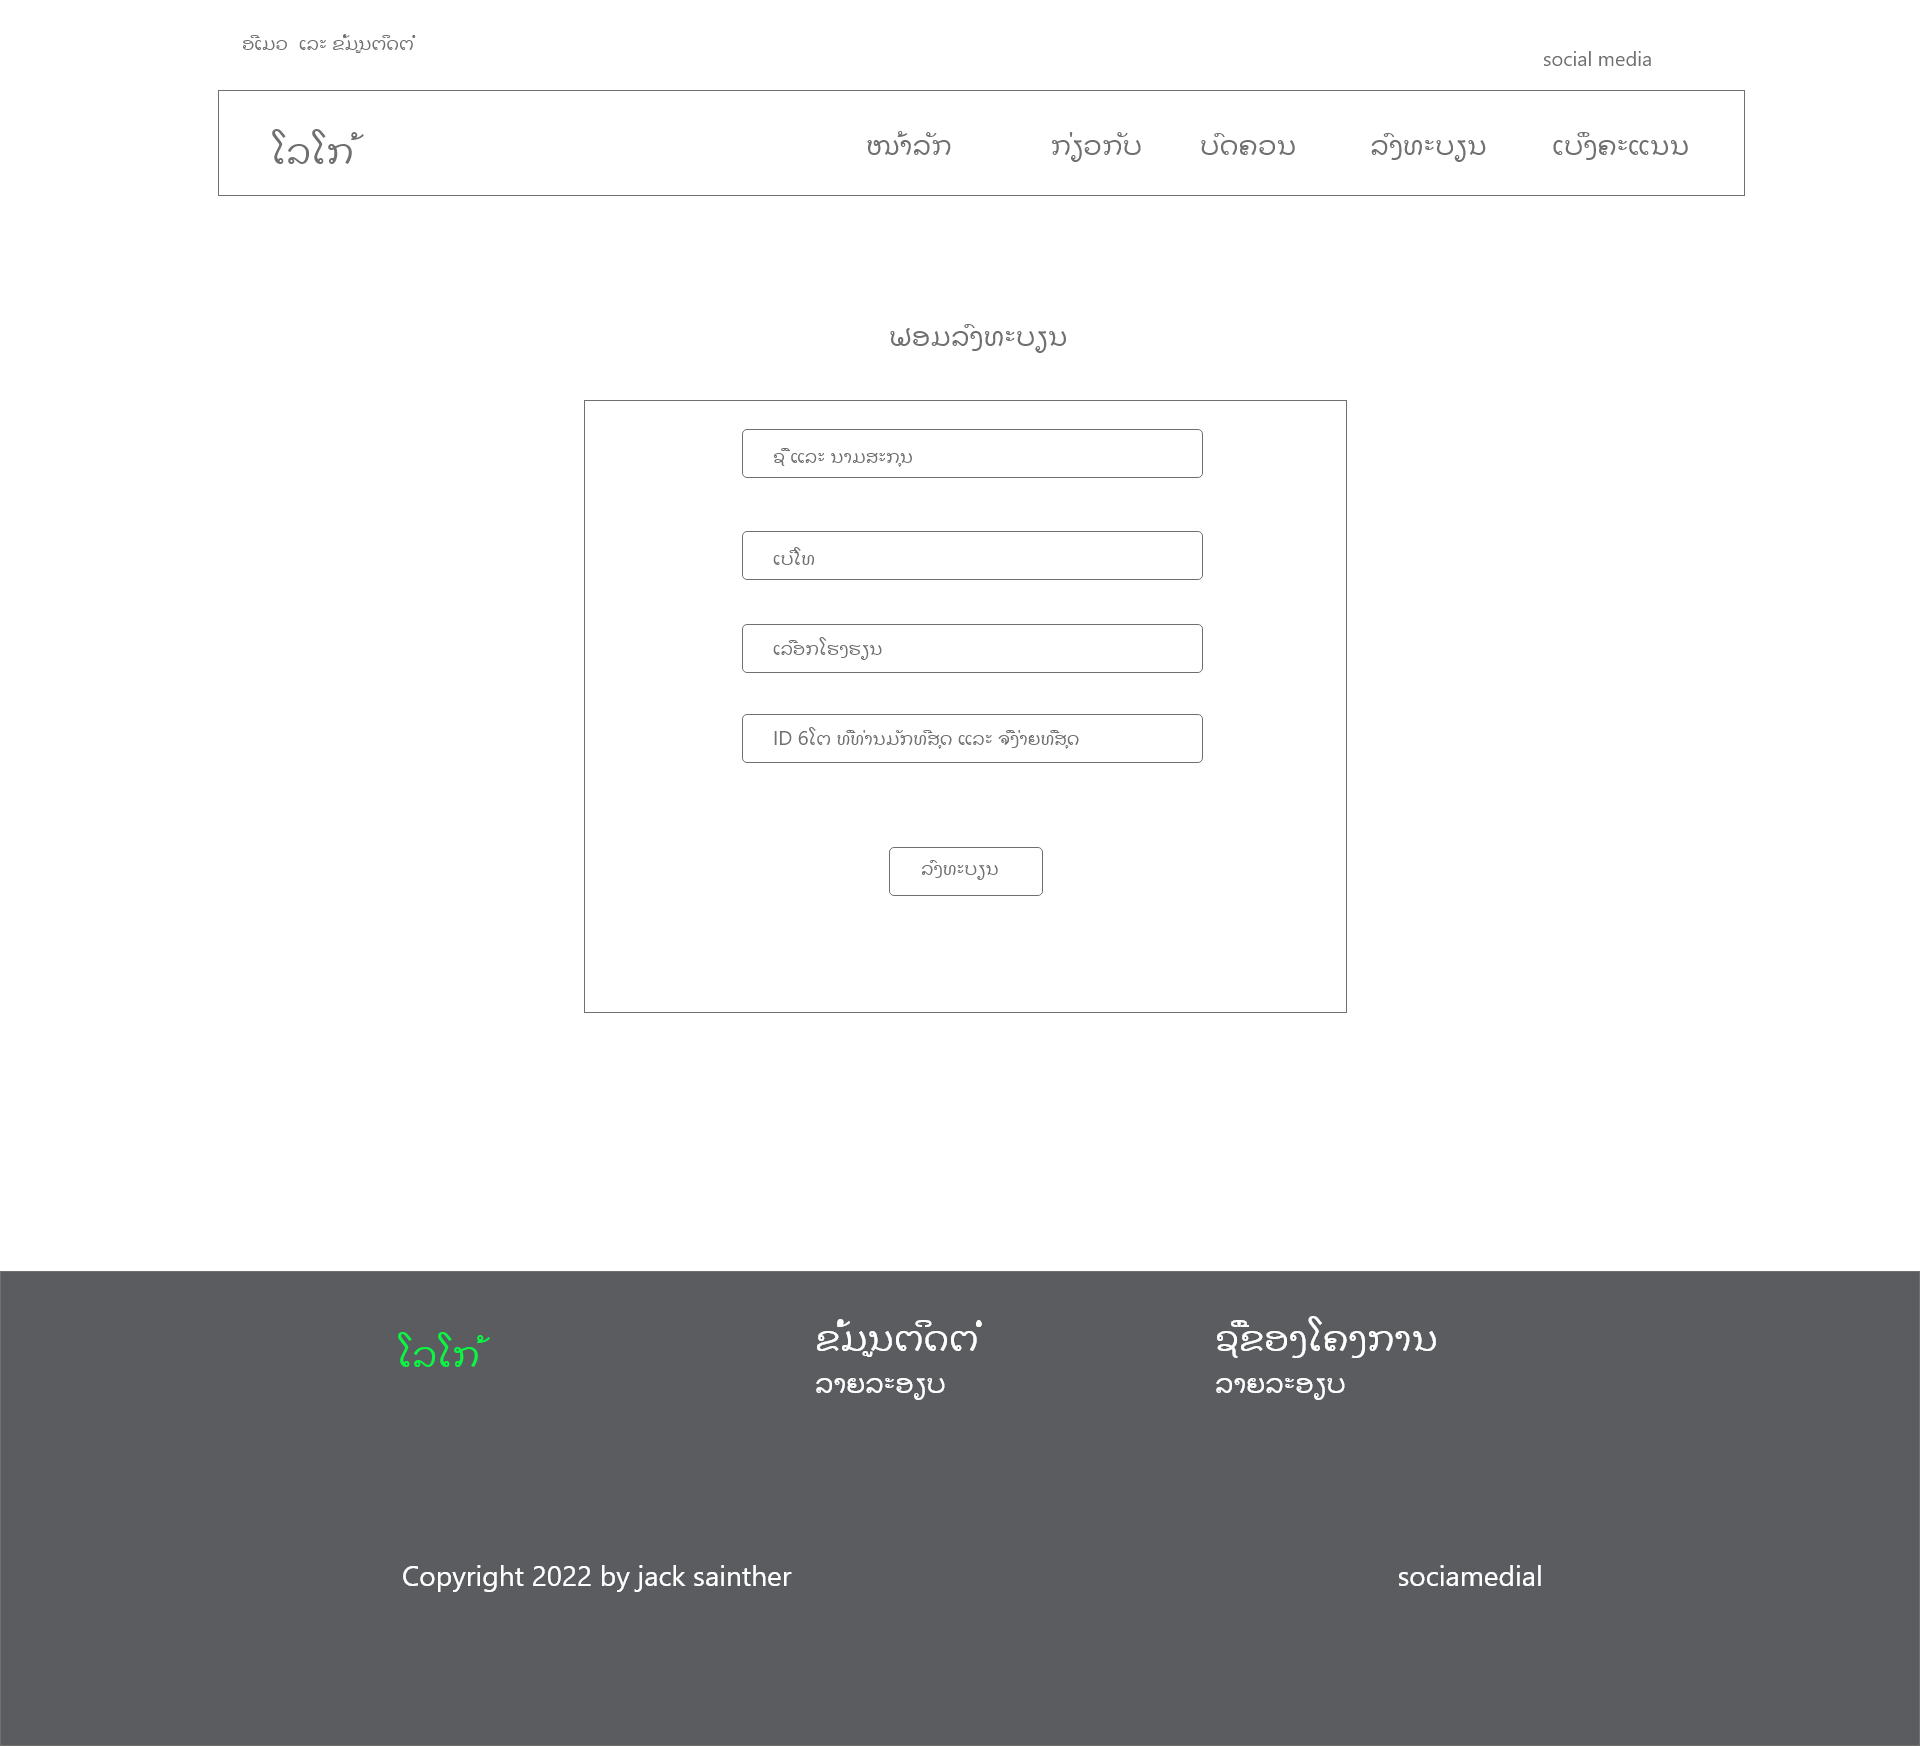 ອີເມວ ແລະ ຂໍ້ມູນຕິດຕໍ່
social media
ໂລໂກ້
ໜ້າລັກ
ກ່ຽວກັບ
ບົດຄວນ
ລົງທະບຽນ
ເບິ່ງຄະແນນ
ຟອມລົງທະບຽນ
ຊື່ ແລະ ນາມສະກຸນ
ເບີໂທ
ເລືອກໂຮງຮຽນ
ID 6ໂຕ ທີ່ທ່ານມັກທີ່ສຸດ ແລະ ຈື່ງ່າຍທີ່ສຸດ
ລົງທະບຽນ
ໂລໂກ້
ຂໍ້ມູນຕິດຕໍ່
ລາຍລະອຽບ
ຊື່ຂອງໂຄງການ
ລາຍລະອຽບ
Copyright 2022 by jack sainther
sociamedial